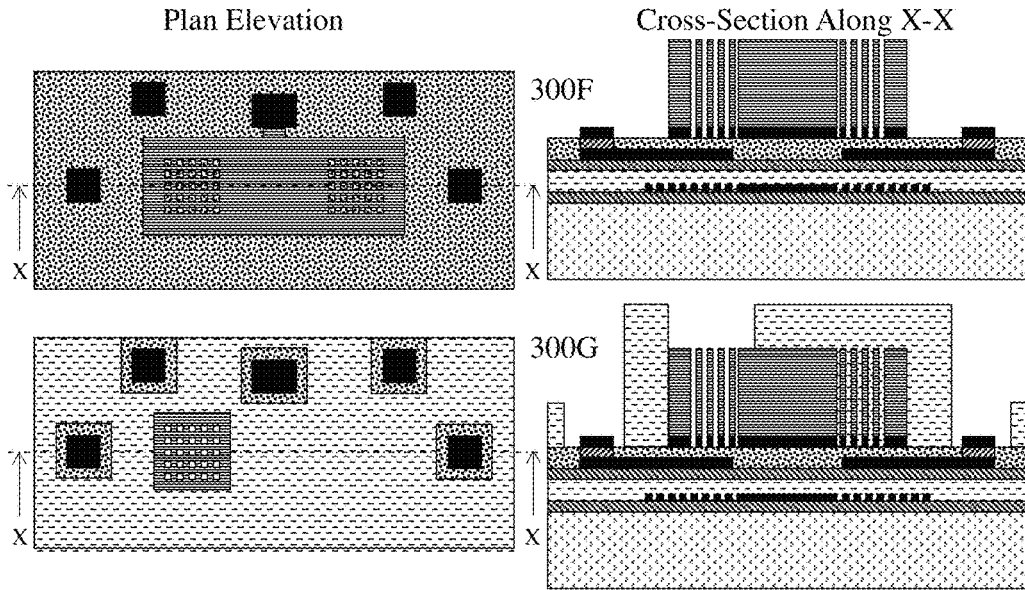 Plan Elevation
Cross-Section Along X-X
300F
X
X
300G
X
X